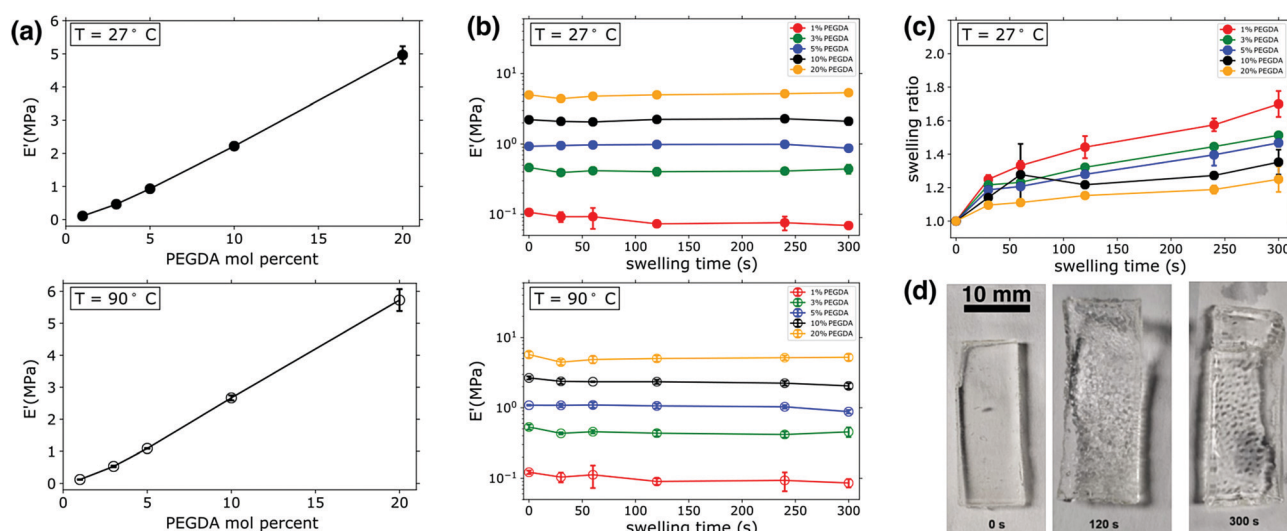 (a)
T = 27° C
E'(MPa)
6
5
4
3
2
1
0
0
5
10
15
20
PEGDA mol percent
T = 90° C
E'(MPa)
6
5
4
3
2
1
0
0
5
10
15
20
PEGDA mol percent
(b)
T = 27° C
1% PEGDA
3% PEGDA
5% PEGDA
10% PEGDA
20% PEGDA
E'(MPa)
10¹
10⁰
10⁻¹
0
50
100
150
200
250
300
swelling time (s)
T = 90° C
1% PEGDA
3% PEGDA
5% PEGDA
10% PEGDA
20% PEGDA
E'(MPa)
10¹
10⁰
10⁻¹
0
50
100
150
200
250
300
swelling time (s)
(c)
T = 27° C
1% PEGDA
3% PEGDA
5% PEGDA
10% PEGDA
20% PEGDA
swelling ratio
2.0
1.8
1.6
1.4
1.2
1.0
0
50
100
150
200
250
300
swelling time (s)
(d)
10 mm
0 s
120 s
300 s